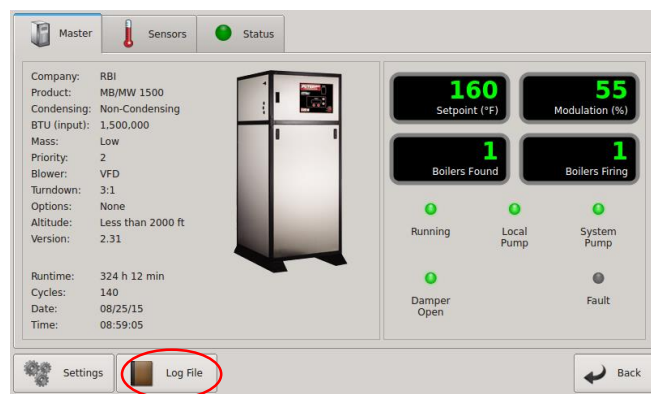 Master
Sensors
Status
Company: RBI
Product: MB/MW 1500
Condensing: Non-Condensing
BTU (input): 1,500,000
Mass: Low
Priority: 2
Blower: VFD
Turndown: 3:1
Options: None
Altitude: Less than 2000 ft
Version: 2.31
Runtime: 324 h 12 min
Cycles: 140
Date: 08/25/15
Time: 08:59:05
160
Setpoint (°F)
55
Modulation (%)
1
Boilers Found
1
Boilers Firing
Running
Local
Pump
System
Pump
Damper
Open
Fault
Settings
Log File
Back